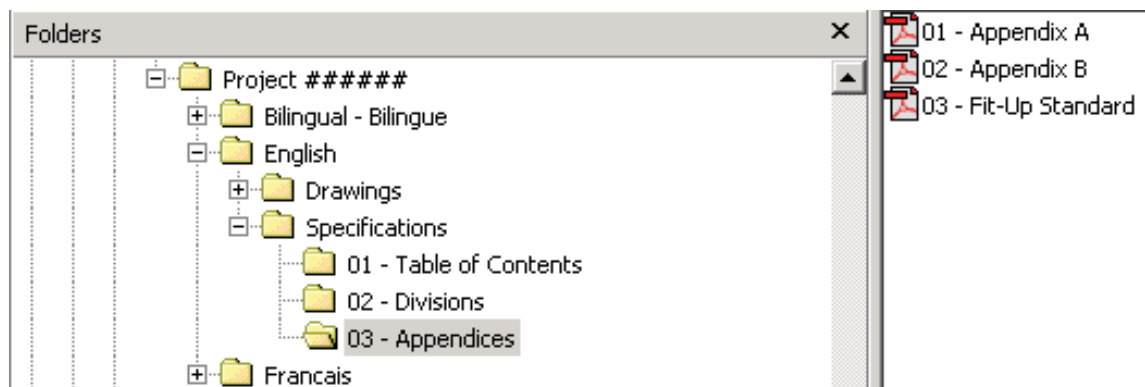 Folders
Project ######
Bilingual - Bilingue
English
Drawings
Specifications
01 - Table of Contents
02 - Divisions
03 - Appendices
Francais
01 - Appendix A
02 - Appendix B
03 - Fit-Up Standard